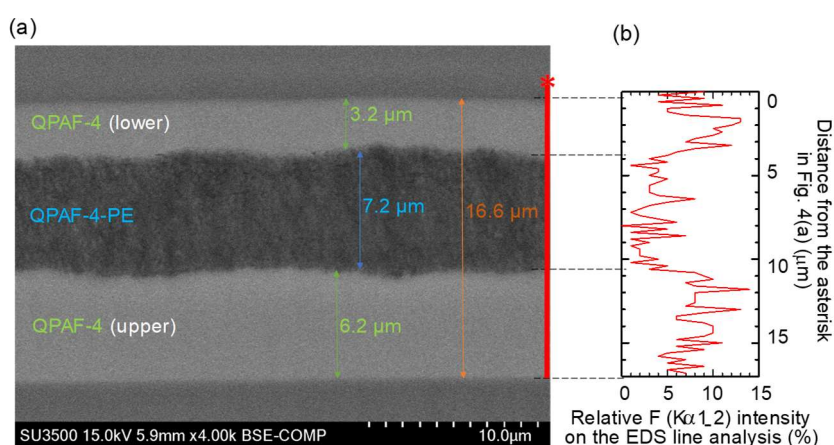 (a)
(b)
*
QPAF-4 (lower)
3.2 µm
QPAF-4-PE
7.2 µm
16.6 µm
QPAF-4 (upper)
6.2 µm
SU3500 15.0kV 5.9mm x4.00k BSE-COMP
10.0µm
0
5
10
15
Distance from the asterisk
in Fig. 4(a) (µm)
0 5 10 15
Relative F (Kα1_2) intensity
on the EDS line analysis (%)